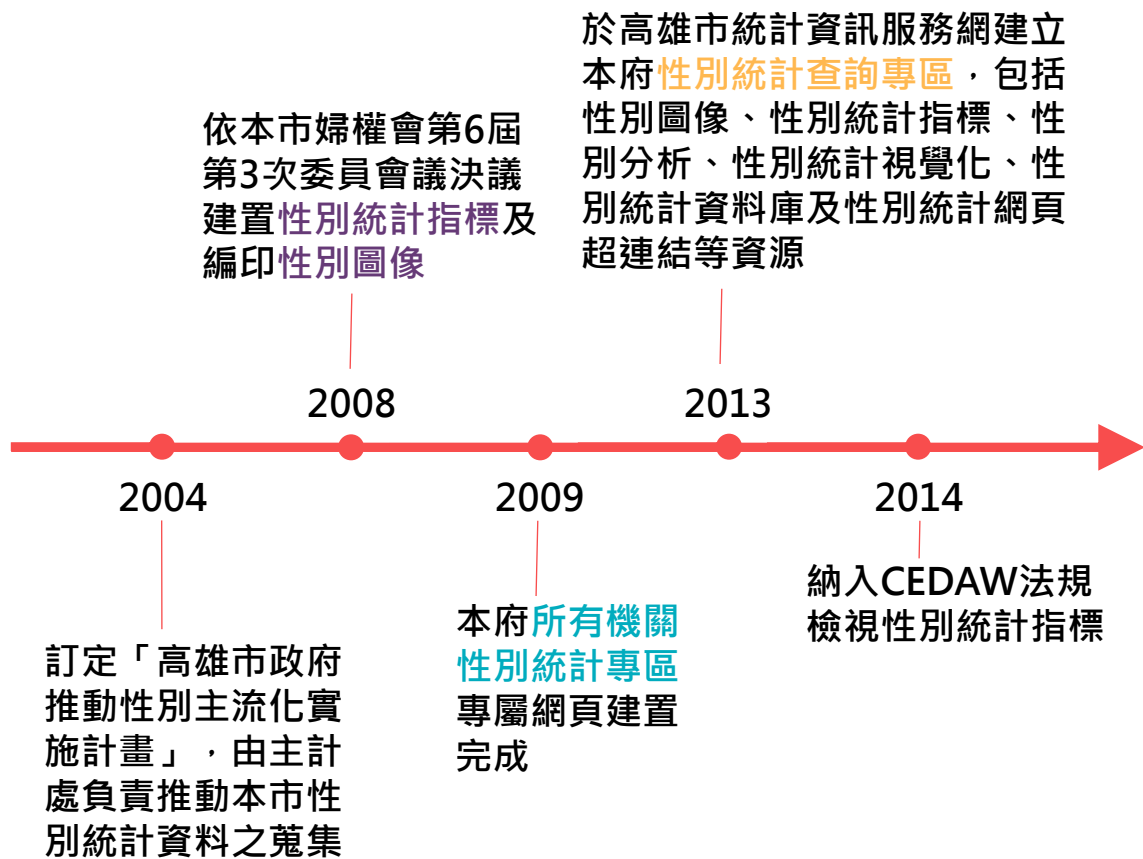 於高雄市統計資訊服務網建立
本府性別統計查詢專區，包括
性別圖像、性別統計指標、性
別分析、性別統計視覺化、性
別統計資料庫及性別統計網頁
超連結等資源
依本市婦權會第6屆
第3次委員會議決議
建置性別統計指標及
編印性別圖像
2008
2013
2004
2009
2014
訂定「高雄市政府
推動性別主流化實
施計畫」，由主計
處負責推動本市性
別統計資料之蒐集
本府所有機關
性別統計專區
專屬網頁建置
完成
納入CEDAW法規
檢視性別統計指標